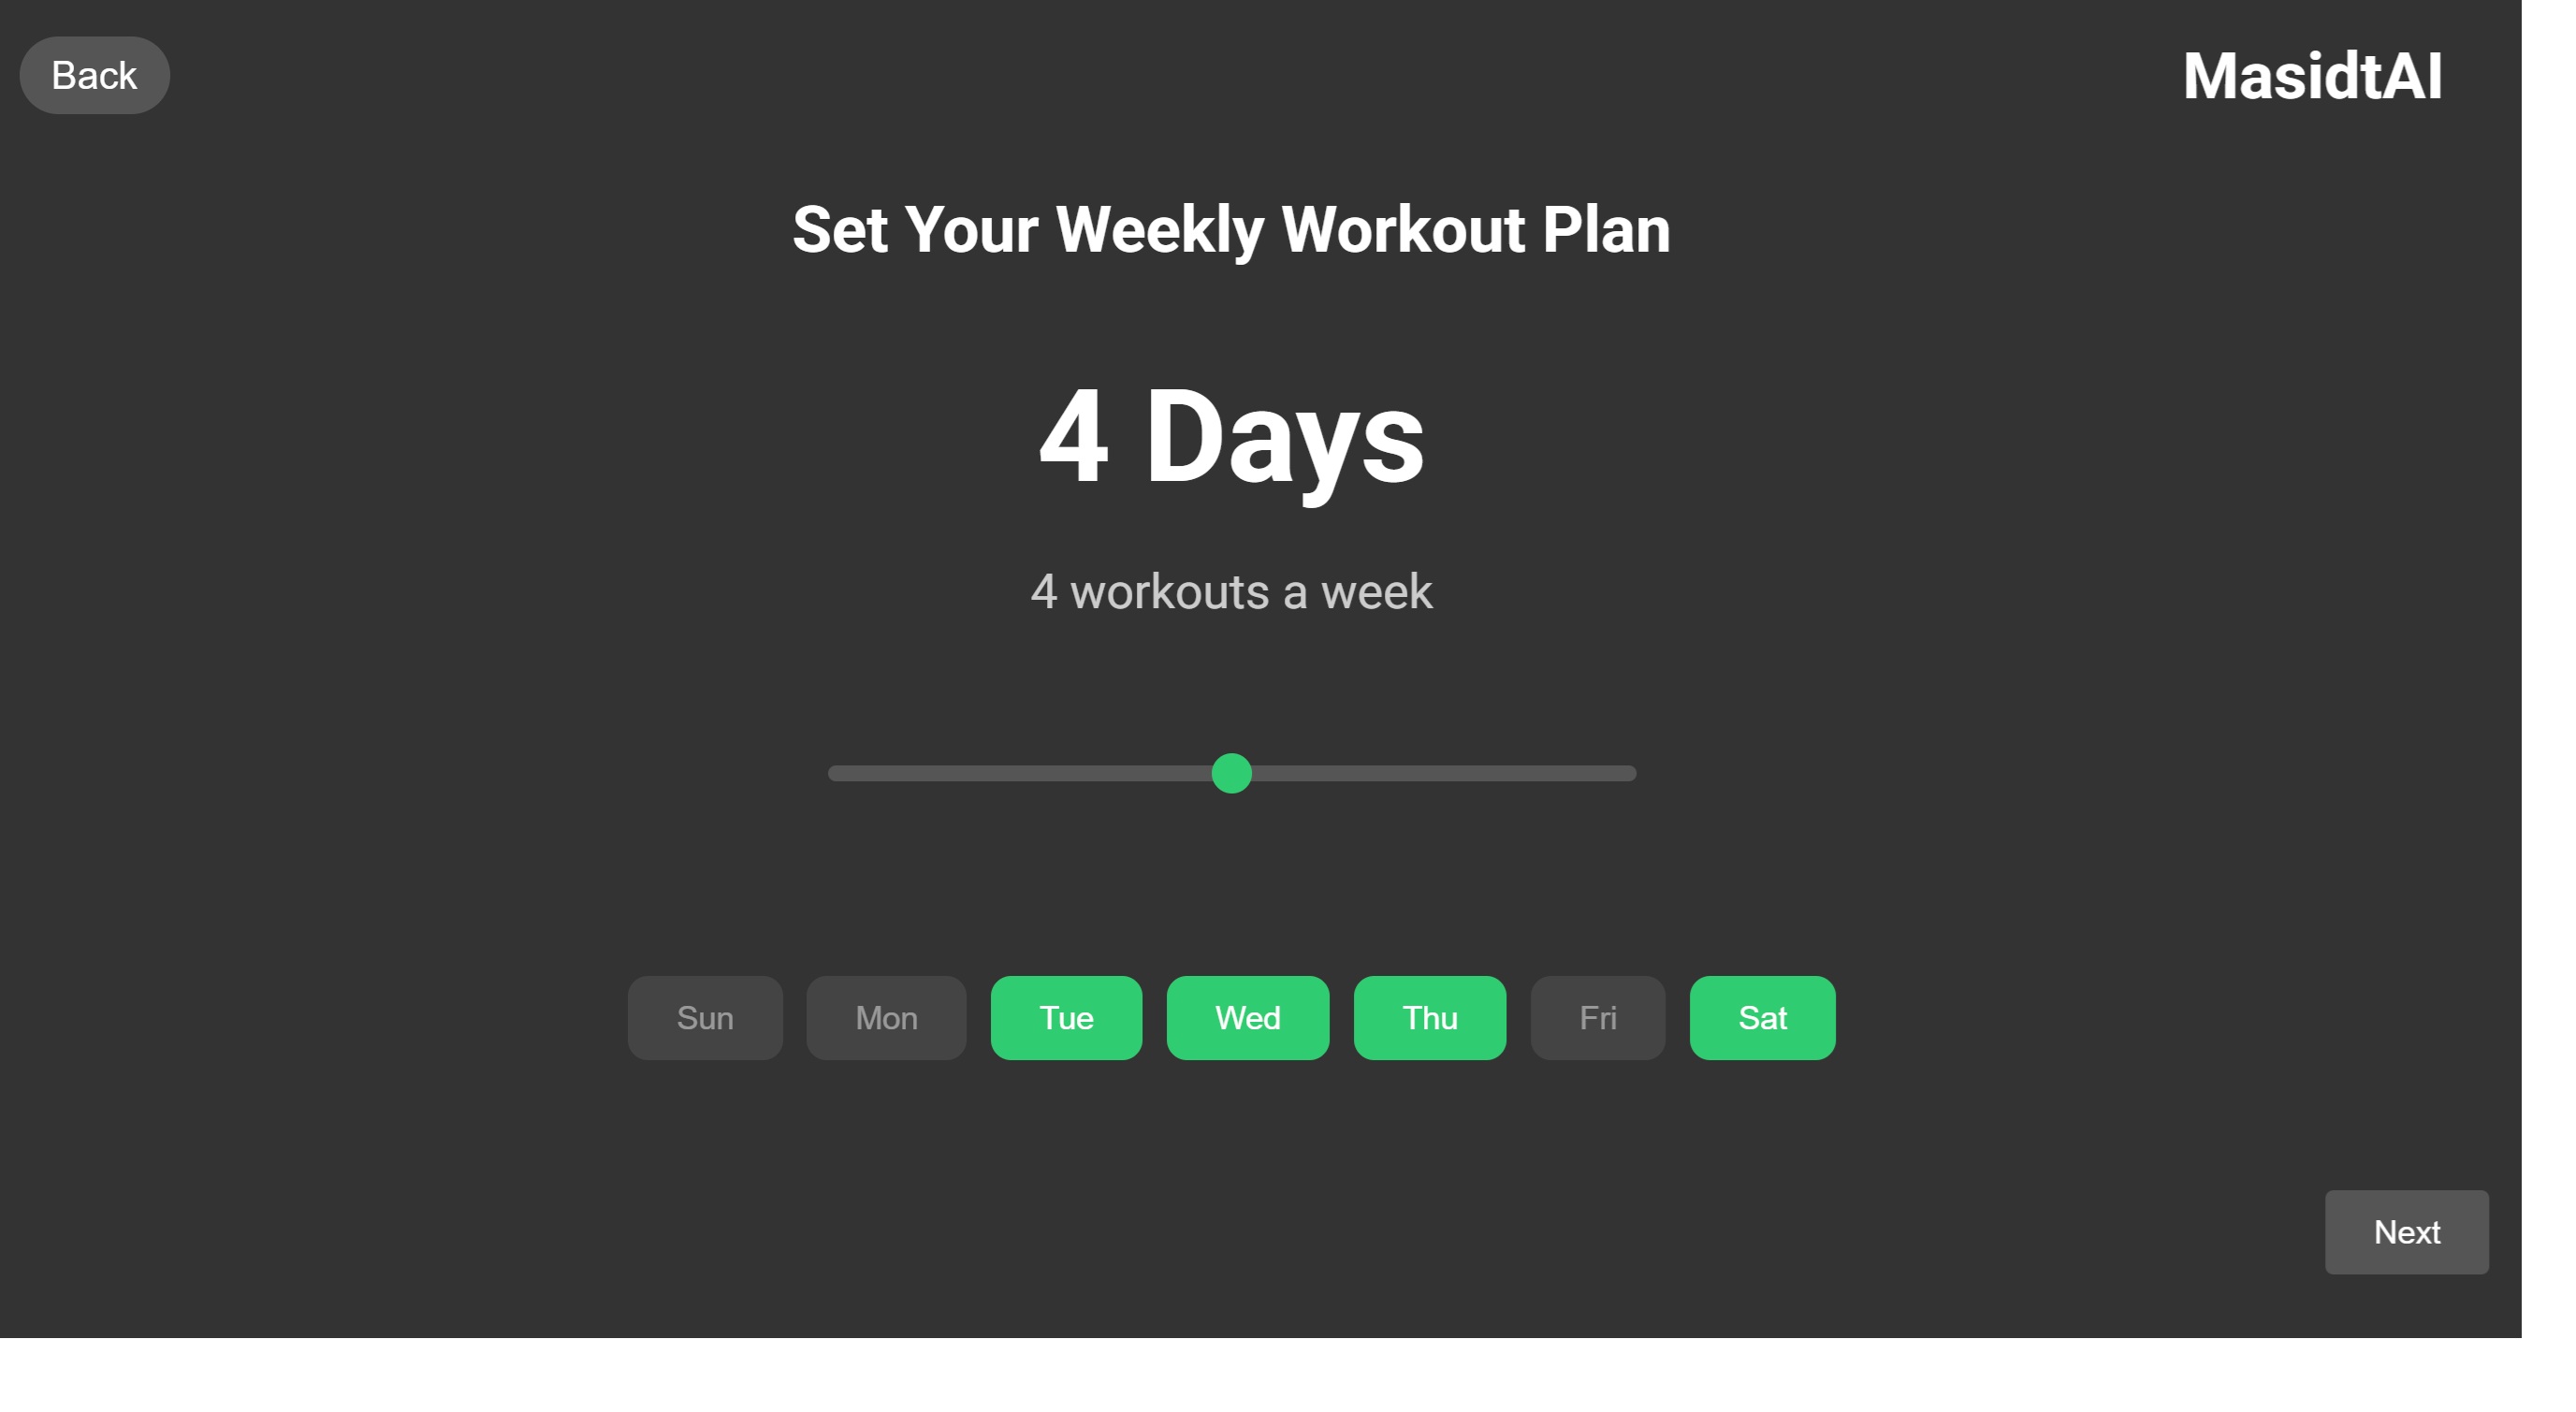 Back
MasidtAI
Set Your Weekly Workout Plan
4 Days
4 workouts a week
Sun Mon Tue Wed Thu Fri Sat
Next